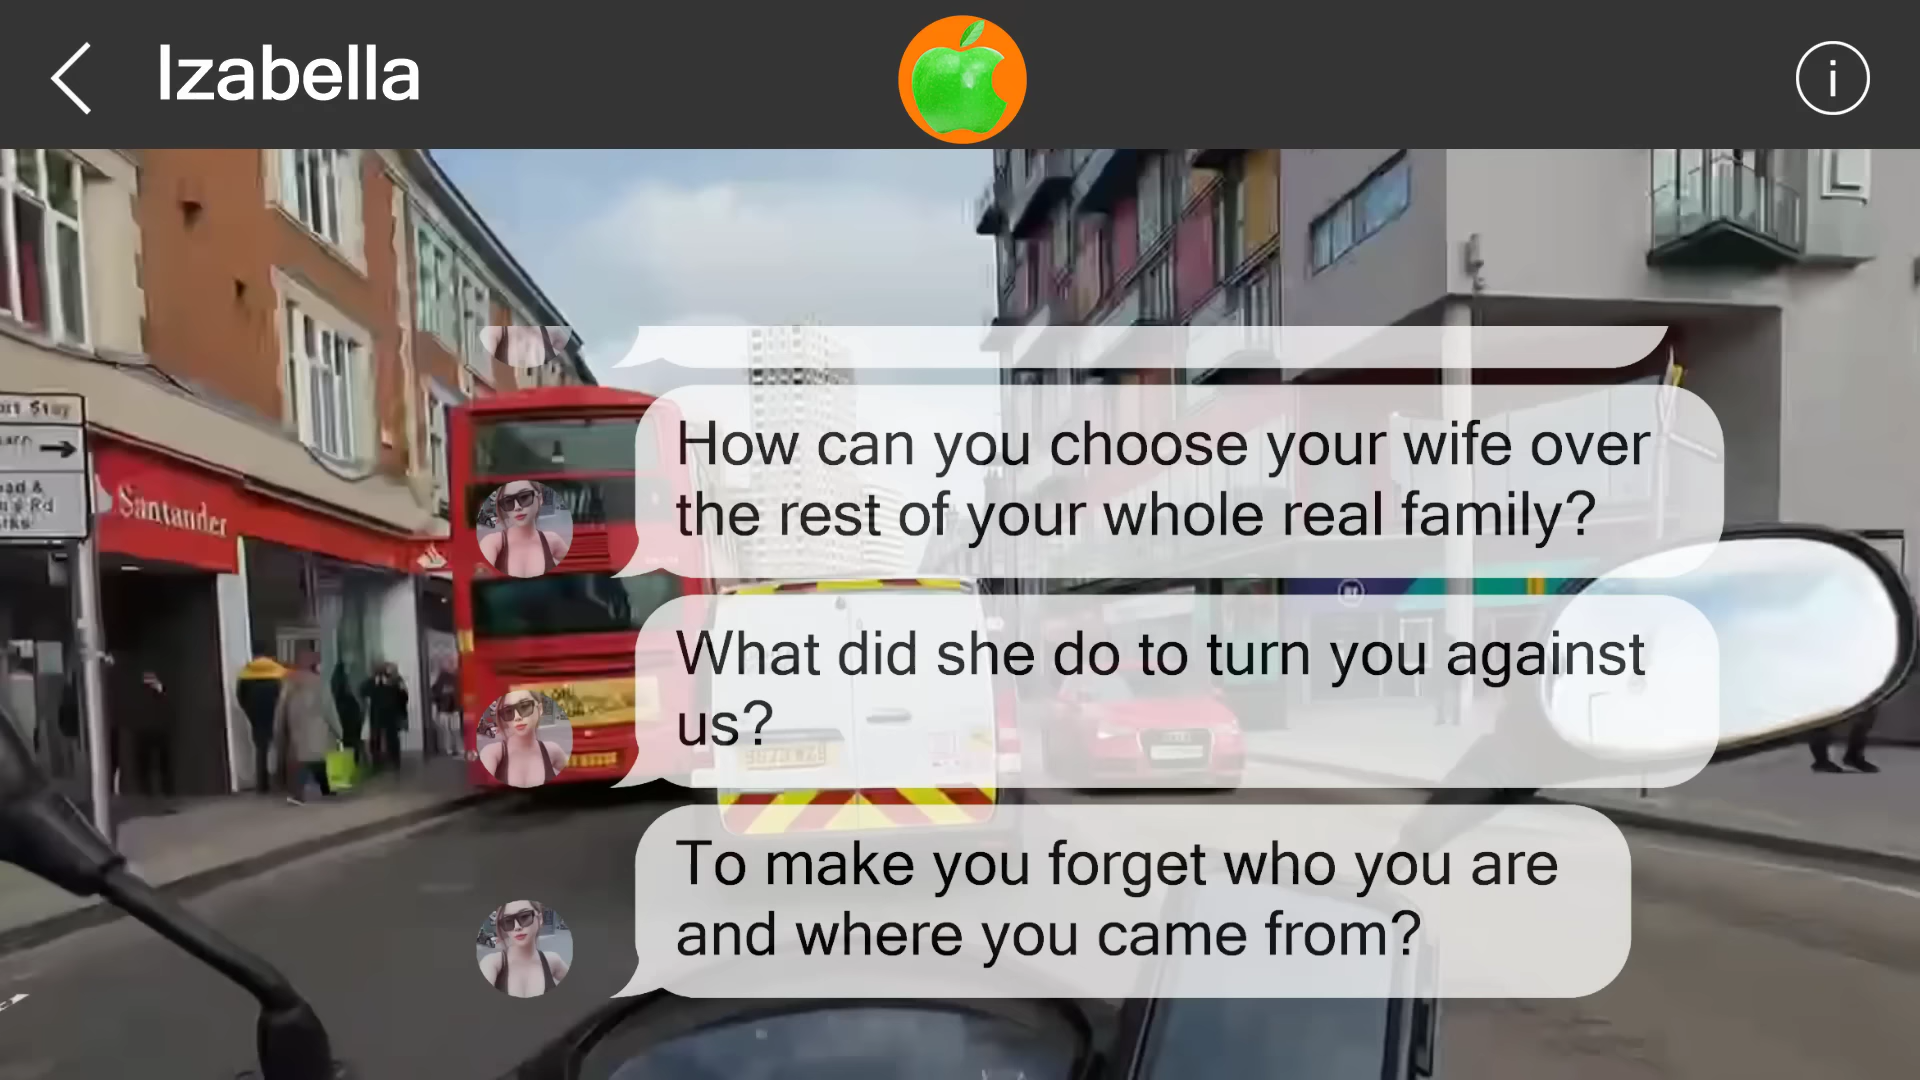 Izabella
i
How can you choose your wife over
the rest of your whole real family?
What did she do to turn you against
us?
To make you forget who you are
and where you came from?
Santander